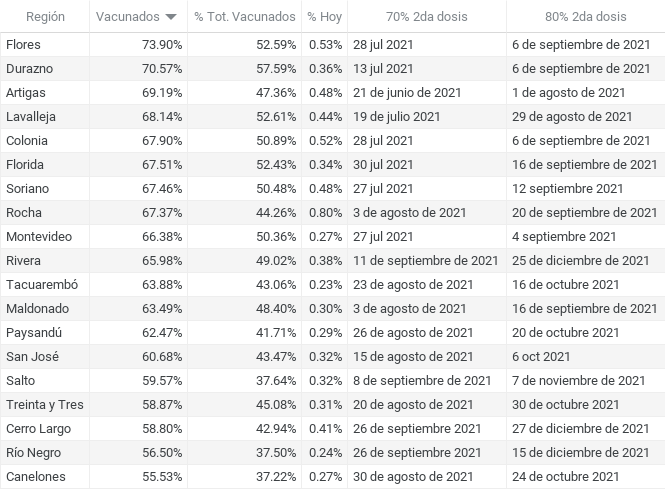 Región Vacunados % Tot. Vacunados % Hoy 70% 2da dosis 80% 2da dosis
Flores 73.90% 52.59% 0.53% 28 jul 2021 6 de septiembre de 2021
Durazno 70.57% 57.59% 0.36% 13 jul 2021 6 de septiembre de 2021
Artigas 69.19% 47.36% 0.48% 21 de junio de 2021 1 de agosto de 2021
Lavalleja 68.14% 52.61% 0.44% 19 de julio de 2021 29 de agosto de 2021
Colonia 67.90% 50.89% 0.52% 28 jul 2021 6 de septiembre de 2021
Florida 67.51% 52.43% 0.34% 30 jul 2021 16 de septiembre de 2021
Soriano 67.46% 50.48% 0.48% 27 jul 2021 12 septiembre 2021
Rocha 67.37% 44.26% 0.80% 3 de agosto de 2021 20 de septiembre de 2021
Montevideo 66.38% 50.36% 0.27% 27 jul 2021 4 septiembre 2021
Rivera 65.98% 49.02% 0.38% 11 de septiembre de 2021 25 de diciembre de 2021
Tacuarembó 63.88% 43.06% 0.23% 23 de agosto de 2021 16 de octubre 2021
Maldonado 63.49% 48.40% 0.30% 3 de agosto de 2021 16 de septiembre de 2021
Paysandú 62.47% 41.71% 0.29% 26 de agosto de 2021 20 de octubre 2021
San José 60.68% 43.47% 0.32% 15 de agosto de 2021 6 oct 2021
Salto 59.57% 37.64% 0.32% 8 de septiembre de 2021 7 de noviembre de 2021
Treinta y Tres 58.87% 45.08% 0.31% 20 de agosto de 2021 30 de octubre 2021
Cerro Largo 58.80% 42.94% 0.41% 26 de septiembre 2021 27 de diciembre de 2021
Río Negro 56.50% 37.50% 0.24% 26 de septiembre 2021 15 de diciembre de 2021
Canelones 55.53% 37.22% 0.27% 30 de agosto de 2021 24 de octubre 2021